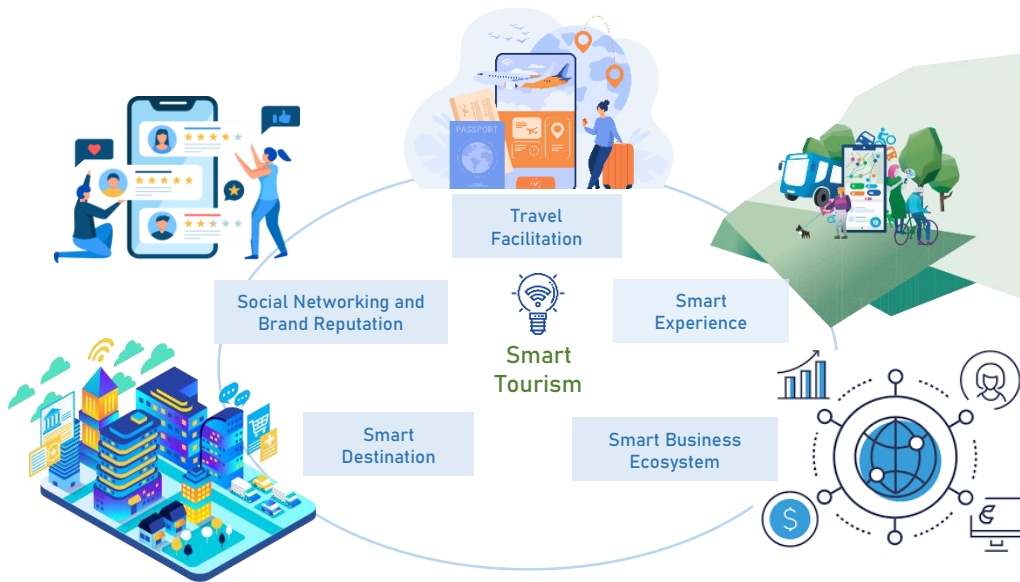 PASSPORT
Travel
Facilitation
Social Networking and
Brand Reputation
Smart
Experience
Smart
Tourism
Smart
Destination
Smart Business
Ecosystem
$